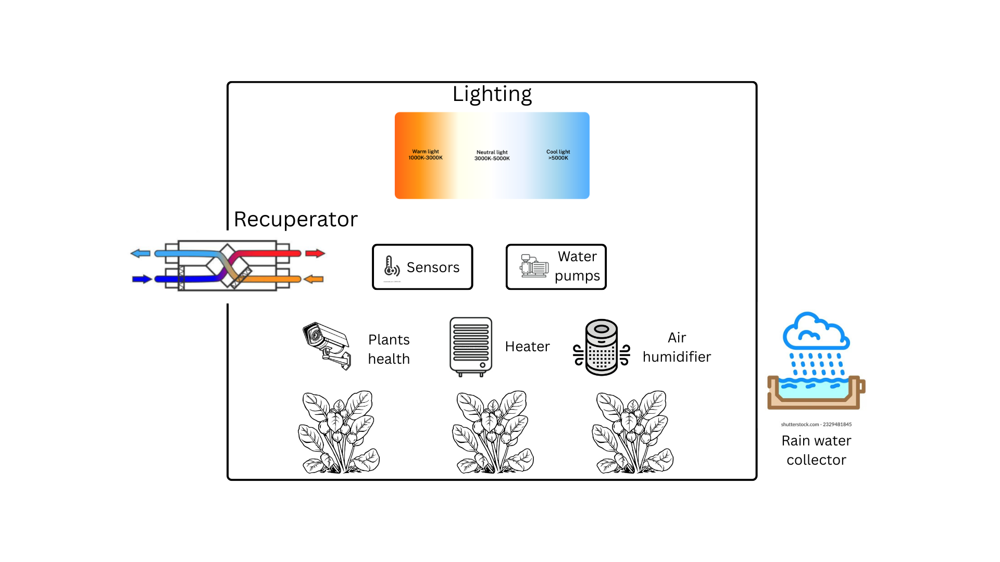 Lighting
Warm light
1000K-3000K
Neutral light
3000K-5000K
Cool light
>5000K
Recuperator
Sensors
Water
pumps
Plants
health
Heater
Air
humidifier
shutterstock.com · 2329481845
Rain water
collector